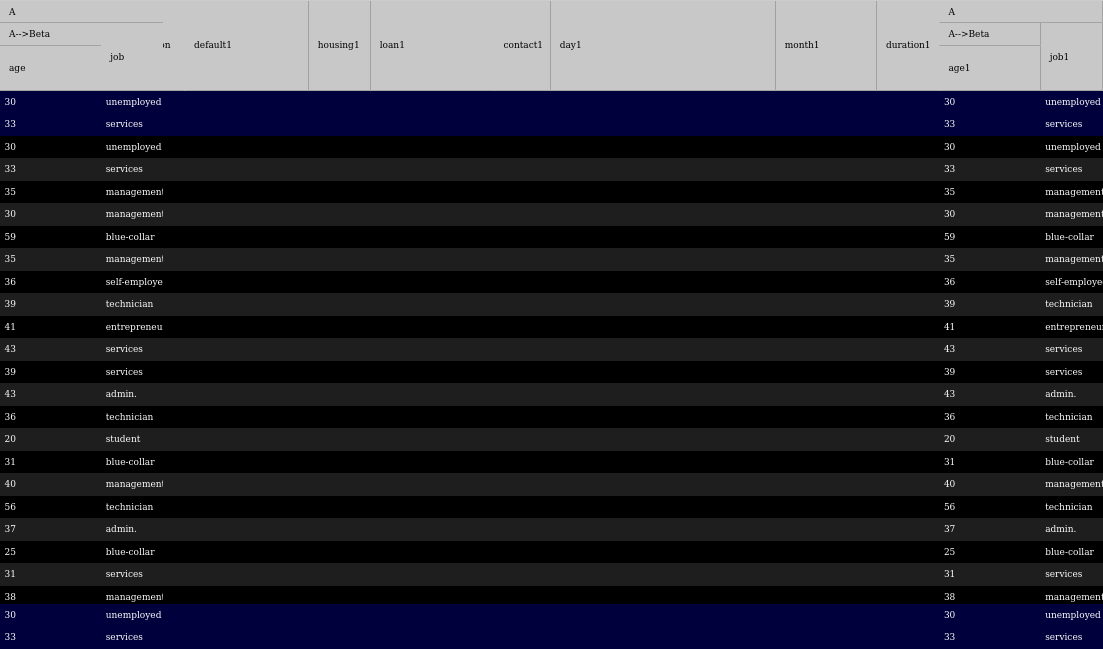 A A
A-->Beta A-->Beta
age job n default1 housing1 loan1 contact1 day1 month1 duration1 age1 job1
30 unemployed 30 unemployed
33 services 33 services
30 unemployed 30 unemployed
33 services 33 services
35 management 35 management
30 management 30 management
59 blue-collar 59 blue-collar
35 management 35 management
36 self-employe 36 self-employe
39 technician 39 technician
41 entrepreneu 41 entrepreneur
43 services 43 services
39 services 39 services
43 admin. 43 admin.
36 technician 36 technician
20 student 20 student
31 blue-collar 31 blue-collar
40 management 40 management
56 technician 56 technician
37 admin. 37 admin.
25 blue-collar 25 blue-collar
31 services 31 services
38 management 38 management
30 unemployed 30 unemployed
33 services 33 services